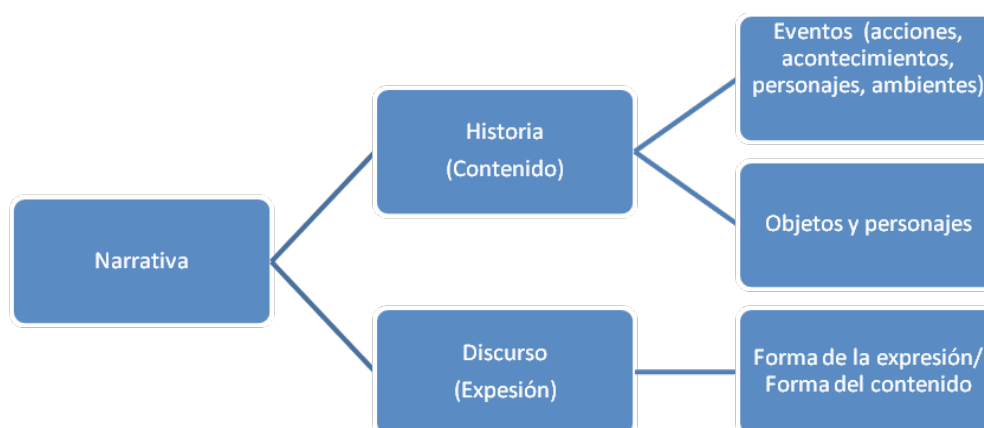 Narrativa
Historia
(Contenido)
Discurso
(Expesión)
Eventos (acciones,
acontecimientos,
personajes, ambientes)
Objetos y personajes
Forma de la expresión/
Forma del contenido